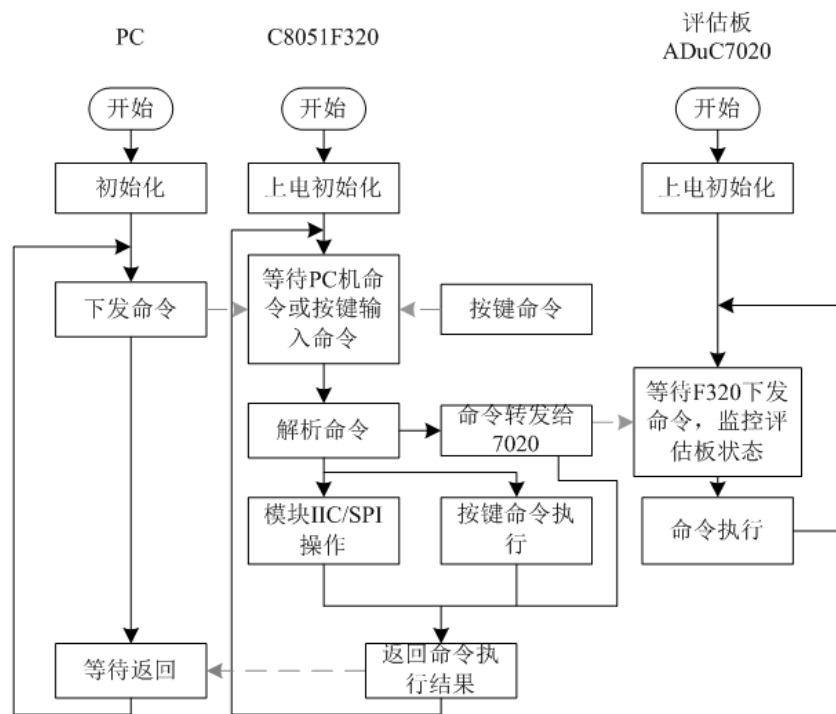 PC
C8051F320
评估板
ADuC7020
开始
开始
开始
初始化
上电初始化
上电初始化
等待PC机命
令或按键输
入命令
下发命令
按键命令
等待F320下发
命令，监控评
估板状态
解析命令
命令转发给
7020
模块IIC/SPI
操作
按键命令执
行
命令执行
等待返回
返回命令执
行结果